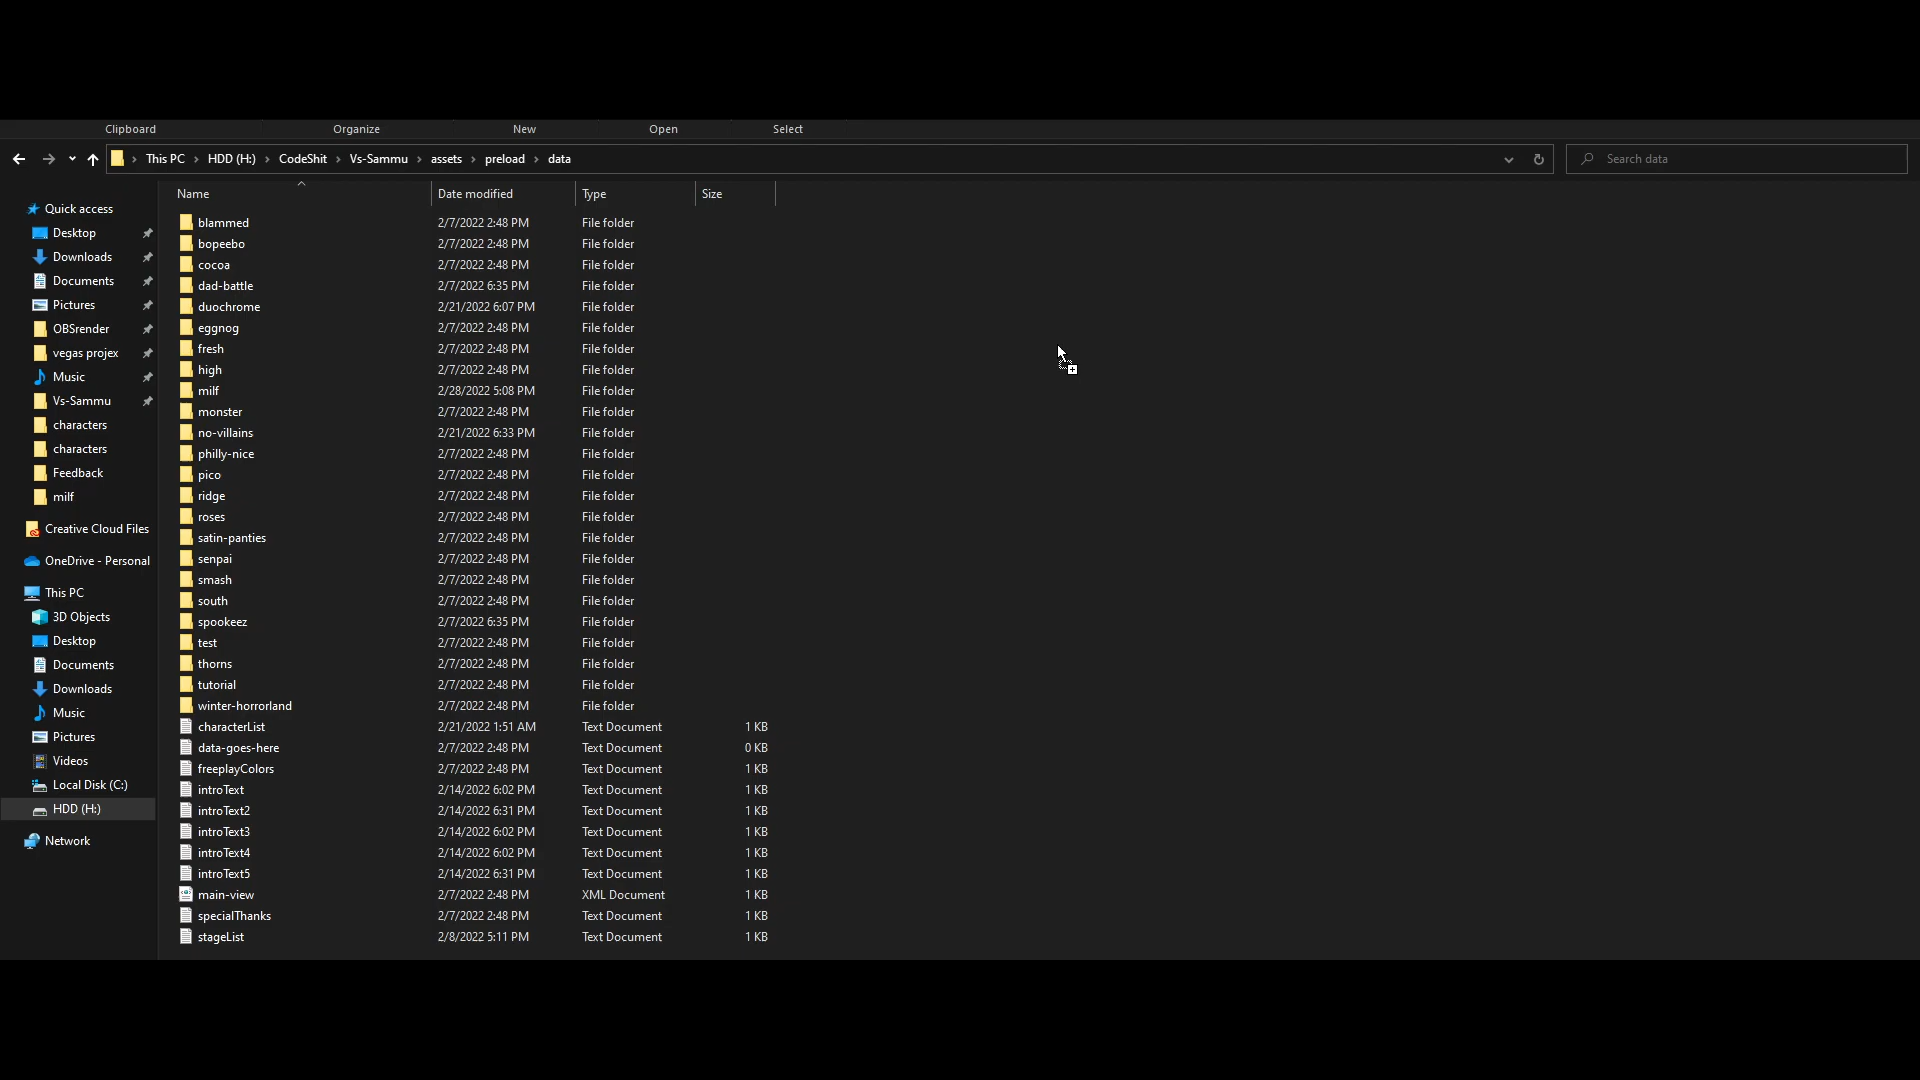 Clipboard Organize New Open Select
This PC HDD (H:) CodeShit Vs-Sammu assets preload data Search data
Name Date modified Type Size
Quick access
Desktop
Downloads
Documents
Pictures
OBSrender
vegas projex
Music
Vs-Sammu
characters
characters
Feedback
milf
Creative Cloud Files
OneDrive - Personal
This PC
3D Objects
Desktop
Documents
Downloads
Music
Pictures
Videos
Local Disk (C:)
HDD (H:)
Network
blammed 2/7/2022 2:48 PM File folder
bopeebo 2/7/2022 2:48 PM File folder
cocoa 2/7/2022 2:48 PM File folder
dad-battle 2/7/2022 6:35 PM File folder
duochrome 2/21/2022 6:07 PM File folder
eggnog 2/7/2022 2:48 PM File folder
fresh 2/7/2022 2:48 PM File folder
high 2/7/2022 2:48 PM File folder
milf 2/28/2022 5:08 PM File folder
monster 2/7/2022 2:48 PM File folder
no-villains 2/21/2022 6:33 PM File folder
philly-nice 2/7/2022 2:48 PM File folder
pico 2/7/2022 2:48 PM File folder
ridge 2/7/2022 2:48 PM File folder
roses 2/7/2022 2:48 PM File folder
satin-panties 2/7/2022 2:48 PM File folder
senpai 2/7/2022 2:48 PM File folder
smash 2/7/2022 2:48 PM File folder
south 2/7/2022 2:48 PM File folder
spookeez 2/7/2022 6:35 PM File folder
test 2/7/2022 2:48 PM File folder
thorns 2/7/2022 2:48 PM File folder
tutorial 2/7/2022 2:48 PM File folder
winter-horrorland 2/7/2022 2:48 PM File folder
characterList 2/21/2022 1:51 AM Text Document 1 KB
data-goes-here 2/7/2022 2:48 PM Text Document 0 KB
freeplayColors 2/7/2022 2:48 PM Text Document 1 KB
introText 2/14/2022 6:02 PM Text Document 1 KB
introText2 2/14/2022 6:31 PM Text Document 1 KB
introText3 2/14/2022 6:02 PM Text Document 1 KB
introText4 2/14/2022 6:02 PM Text Document 1 KB
introText5 2/14/2022 6:31 PM Text Document 1 KB
main-view 2/7/2022 2:48 PM XML Document 1 KB
specialThanks 2/7/2022 2:48 PM Text Document 1 KB
stageList 2/8/2022 5:11 PM Text Document 1 KB